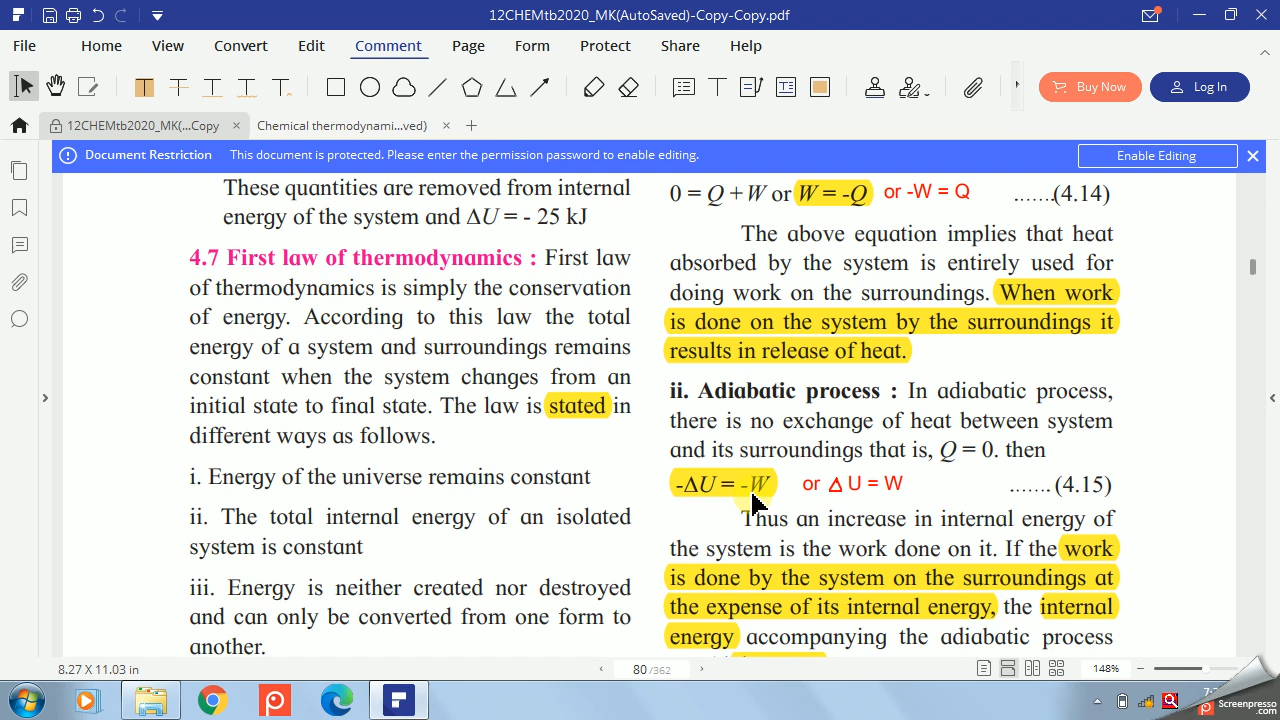 12CHEMtb2020_MK(AutoSaved)-Copy-Copy.pdf
File Home View Convert Edit Comment Page Form Protect Share Help
Buy Now
Log In
12CHEMtb2020_MK(...Copy × Chemical thermodynami...ved) × +
Document Restriction This document is protected. Please enter the permission password to enable editing. Enable Editing
These quantities are removed from internal
energy of the system and ΔU = - 25 kJ
4.7 First law of thermodynamics : First law
of thermodynamics is simply the conservation
of energy. According to this law the total
energy of a system and surroundings remains
constant when the system changes from an
initial state to final state. The law is stated in
different ways as follows.
i. Energy of the universe remains constant
ii. The total internal energy of an isolated
system is constant
iii. Energy is neither created nor destroyed
and can only be converted from one form to
another.
0 = Q + W or W = -Q or -W = Q .......(4.14)
The above equation implies that heat
absorbed by the system is entirely used for
doing work on the surroundings. When work
is done on the system by the surroundings it
results in release of heat.
ii. Adiabatic process : In adiabatic process,
there is no exchange of heat between system
and its surroundings that is, Q = 0. then
-ΔU = -W or Δ U = W ....... (4.15)
Thus an increase in internal energy of
the system is the work done on it. If the work
is done by the system on the surroundings at
the expense of its internal energy, the internal
energy accompanying the adiabatic process
8.27 X 11.03 in
80 /362
148%
Screenpresso
.com